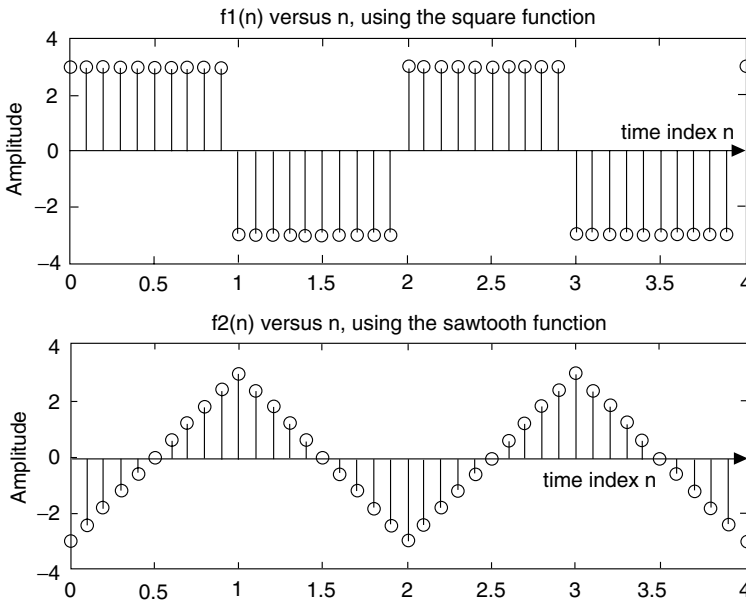 f1(n) versus n, using the square function
4
2
0
−2
−4
Amplitude
time index n
0 0.5 1 1.5 2 2.5 3 3.5 4
f2(n) versus n, using the sawtooth function
4
2
0
−2
−4
Amplitude
time index n
0 0.5 1 1.5 2 2.5 3 3.5 4